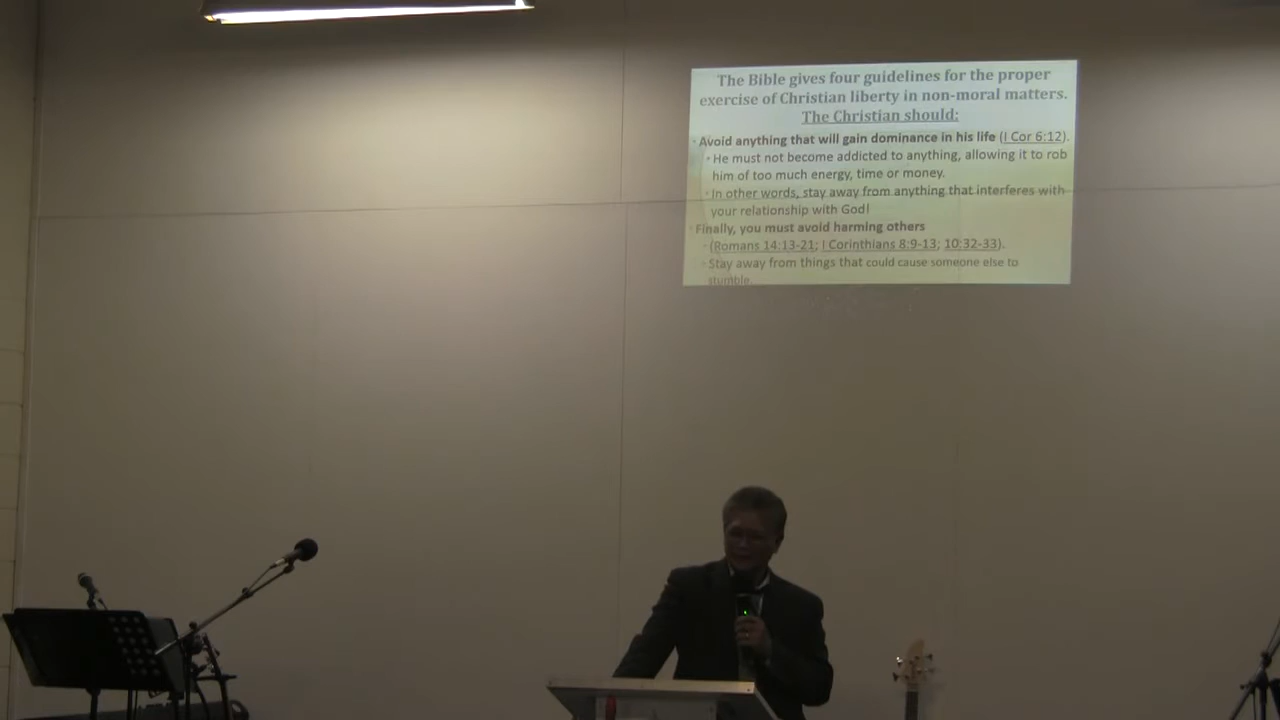 The Bible gives four guidelines for the proper
exercise of Christian liberty in non-moral matters.
The Christian should:
• Avoid anything that will gain dominance in his life (I Cor 6:12).
• He must not become addicted to anything, allowing it to rob
him of too much energy, time or money.
• In other words, stay away from anything that interferes with
your relationship with God!
• Finally, you must avoid harming others
– (Romans 14:13-21; I Corinthians 8:9-13; 10:32-33).
– Stay away from things that could cause someone else to
stumble.